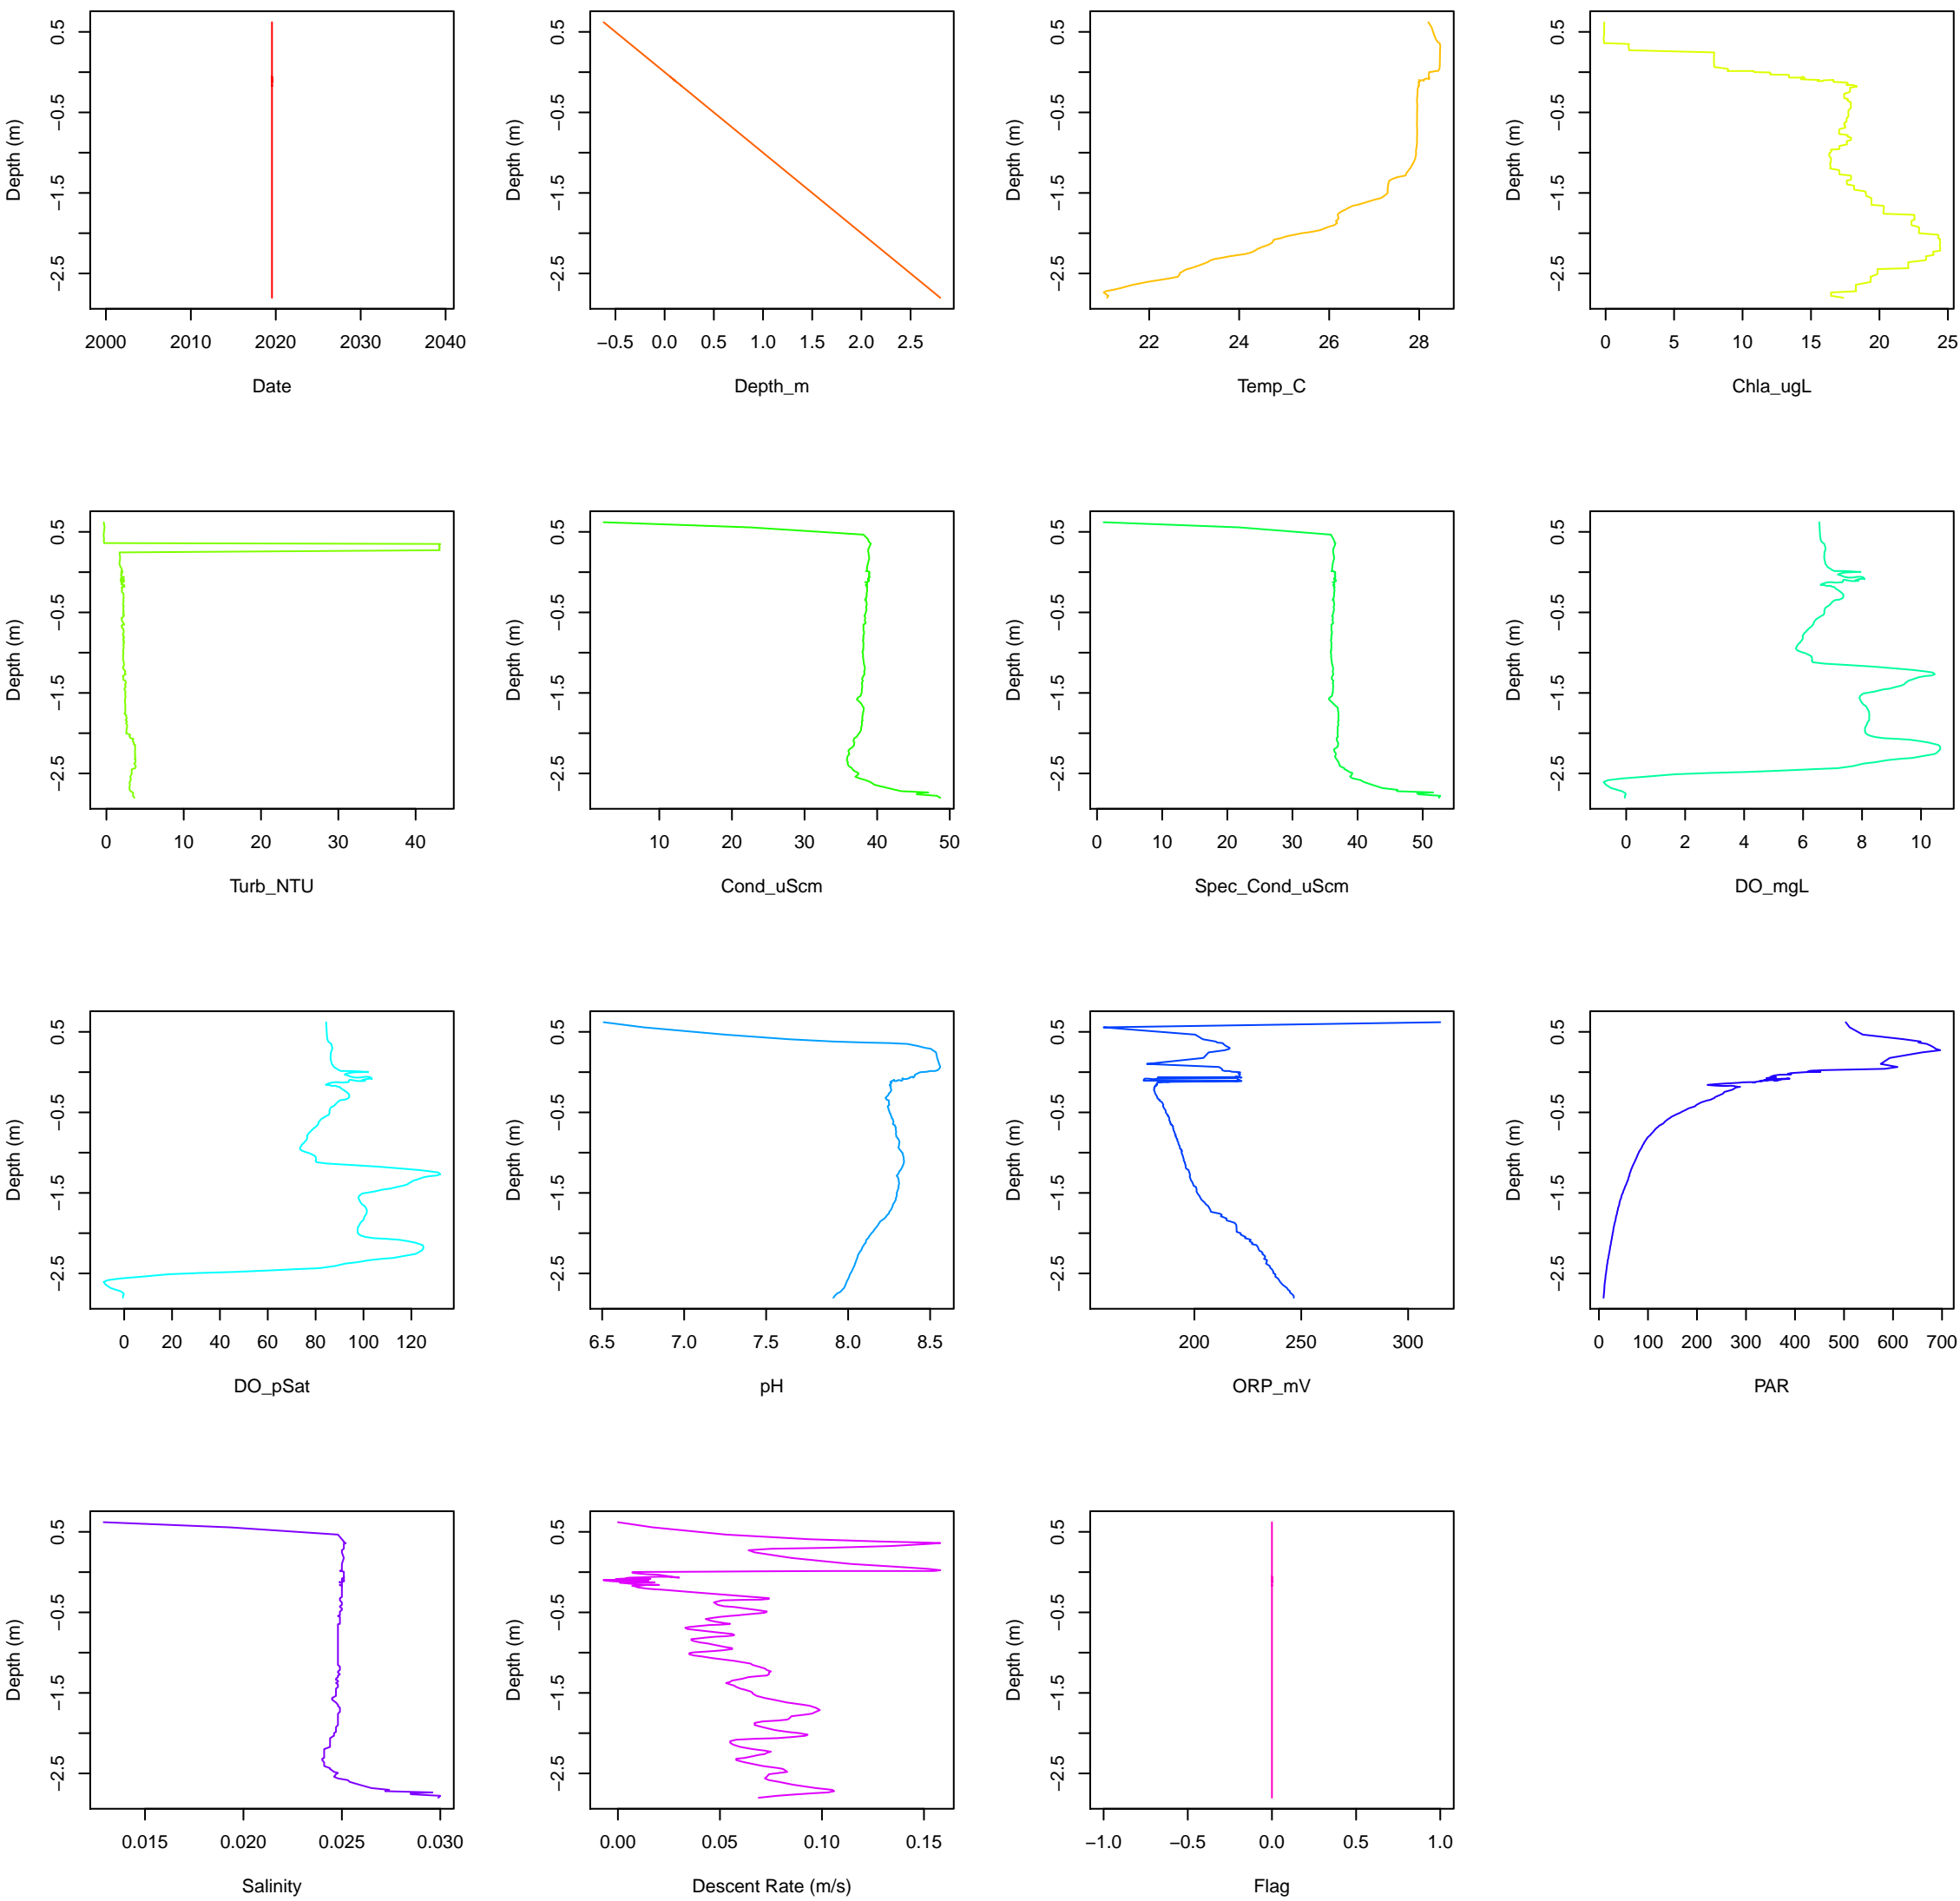 Depth (m)
0.5
−0.5
−1.5
−2.5
2000 2010 2020 2030 2040
Date
Depth (m)
0.5
−0.5
−1.5
−2.5
−0.5 0.0 0.5 1.0 1.5 2.0 2.5
Depth_m
Depth (m)
0.5
−0.5
−1.5
−2.5
22 24 26 28
Temp_C
Depth (m)
0.5
−0.5
−1.5
−2.5
0 5 10 15 20 25
Chla_ugL
Depth (m)
0.5
−0.5
−1.5
−2.5
0 10 20 30 40
Turb_NTU
Depth (m)
0.5
−0.5
−1.5
−2.5
10 20 30 40 50
Cond_uScm
Depth (m)
0.5
−0.5
−1.5
−2.5
0 10 20 30 40 50
Spec_Cond_uScm
Depth (m)
0.5
−0.5
−1.5
−2.5
0 2 4 6 8 10
DO_mgL
Depth (m)
0.5
−0.5
−1.5
−2.5
0 20 40 60 80 100 120
DO_pSat
Depth (m)
0.5
−0.5
−1.5
−2.5
6.5 7.0 7.5 8.0 8.5
pH
Depth (m)
0.5
−0.5
−1.5
−2.5
200 250 300
ORP_mV
Depth (m)
0.5
−0.5
−1.5
−2.5
0 100 200 300 400 500 600 700
PAR
Depth (m)
0.5
−0.5
−1.5
−2.5
0.015 0.020 0.025 0.030
Salinity
Depth (m)
0.5
−0.5
−1.5
−2.5
0.00 0.05 0.10 0.15
Descent Rate (m/s)
Depth (m)
0.5
−0.5
−1.5
−2.5
−1.0 −0.5 0.0 0.5 1.0
Flag